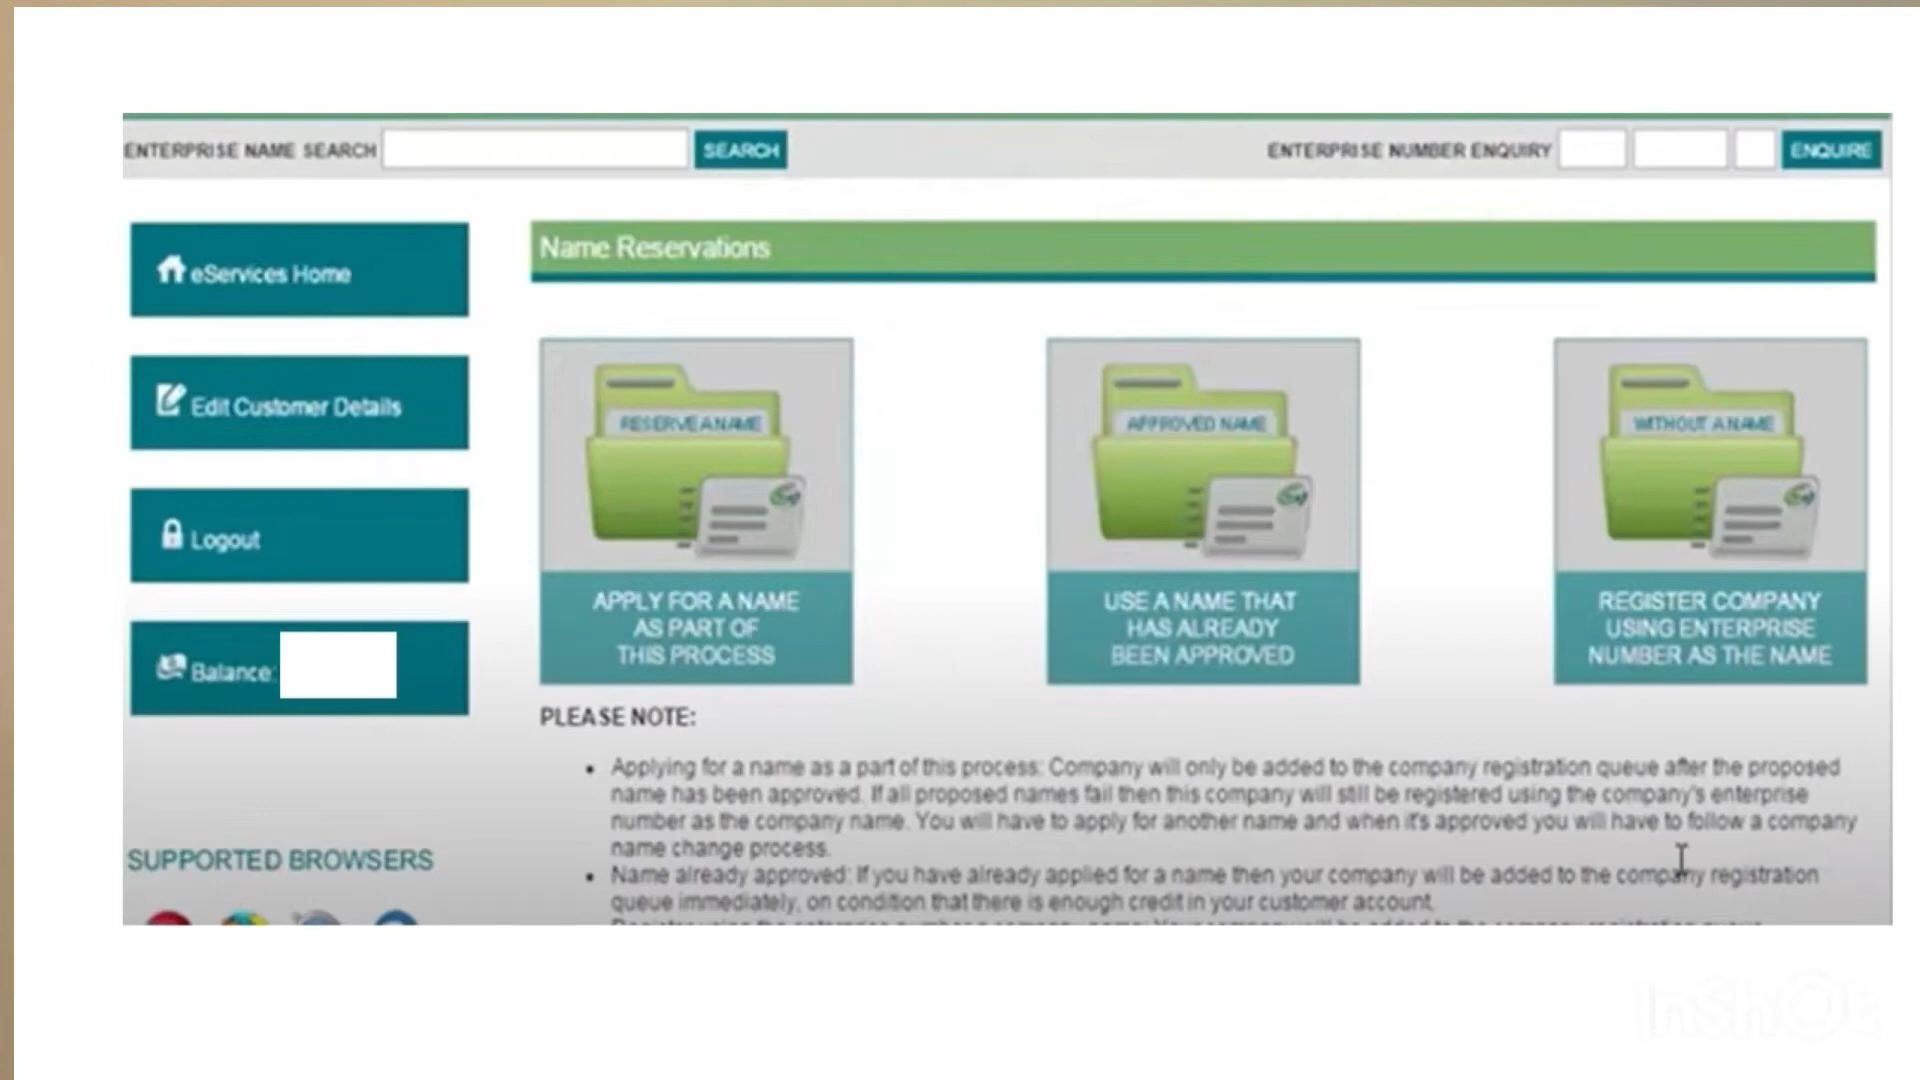 ENTERPRISE NAME SEARCH SEARCH ENTERPRISE NUMBER ENQUIRY ENQUIRE
eServices Home
Edit Customer Details
Logout
Balance:
SUPPORTED BROWSERS
Name Reservations
RESERVE A NAME
APPLY FOR A NAME
AS PART OF
THIS PROCESS
APPROVED NAME
USE A NAME THAT
HAS ALREADY
BEEN APPROVED
WITHOUT A NAME
REGISTER COMPANY
USING ENTERPRISE
NUMBER AS THE NAME
PLEASE NOTE:
• Applying for a name as a part of this process: Company will only be added to the company registration queue after the proposed
name has been approved. If all proposed names fail then this company will still be registered using the company's enterprise
number as the company name. You will have to apply for another name and when it's approved you will have to follow a company
name change process.
• Name already approved: If you have already applied for a name then your company will be added to the company registration
queue immediately, on condition that there is enough credit in your customer account.
InShOt